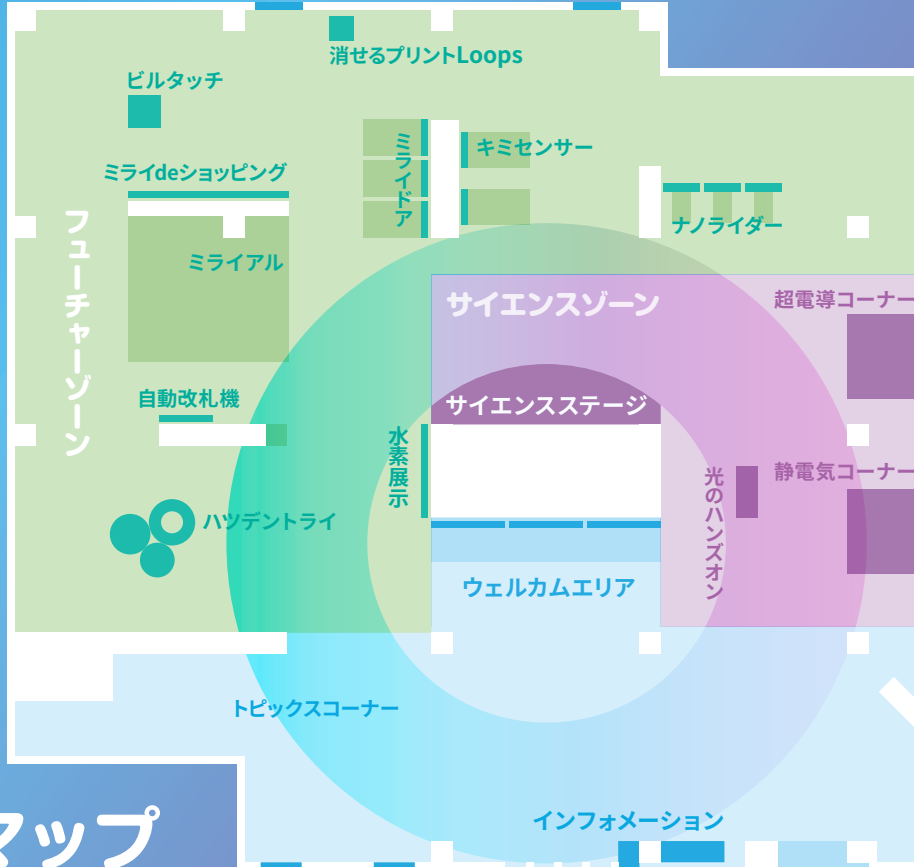 消せるプリントLoops
ビルタッチ
ミライドア
キミセンサー
ミライdeショッピング
ナノライダー
フューチャーゾーン
ミライアル
サイエンスゾーン
超電導コーナー
自動改札機
サイエンスステージ
水素展示
静電気コーナー
光のハンズオン
ハツデントライ
ウェルカムエリア
トピックスコーナー
インフォメーション
マップ